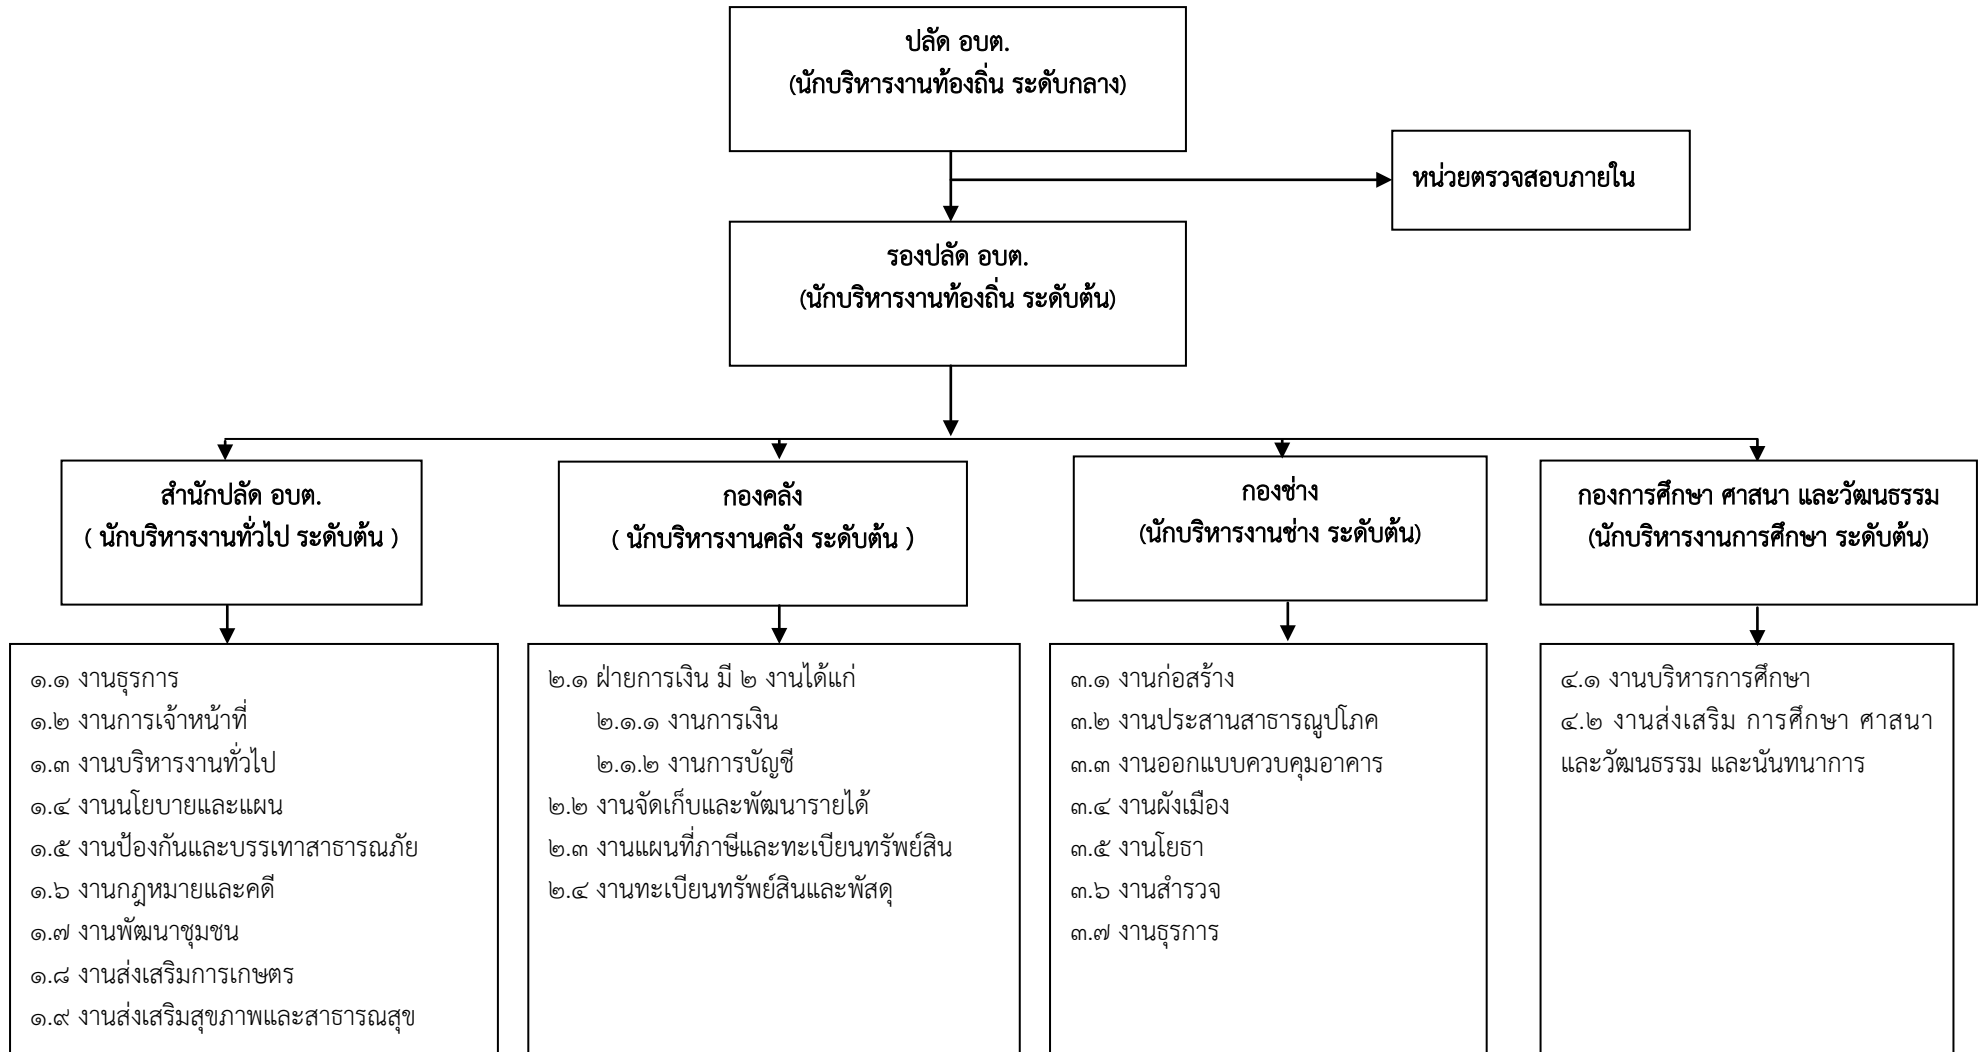 ปลัด อบต.
(นักบริหารงานท้องถิ่น ระดับกลาง)
หน่วยตรวจสอบภายใน
รองปลัด อบต.
(นักบริหารงานท้องถิ่น ระดับต้น)
สำนักปลัด อบต.
( นักบริหารงานทั่วไป ระดับต้น )
กองคลัง
( นักบริหารงานคลัง ระดับต้น )
กองช่าง
(นักบริหารงานช่าง ระดับต้น)
กองการศึกษา ศาสนา และวัฒนธรรม
(นักบริหารงานการศึกษา ระดับต้น)
๑.๑ งานธุรการ
๑.๒ งานการเจ้าหน้าที่
๑.๓ งานบริหารงานทั่วไป
๑.๔ งานนโยบายและแผน
๑.๕ งานป้องกันและบรรเทาสาธารณภัย
๑.๖ งานกฎหมายและคดี
๑.๗ งานพัฒนาชุมชน
๑.๘ งานส่งเสริมการเกษตร
๑.๙ งานส่งเสริมสุขภาพและสาธารณสุข
๒.๑ ฝ่ายการเงิน มี ๒ งานได้แก่
๒.๑.๑ งานการเงิน
๒.๑.๒ งานการบัญชี
๒.๒ งานจัดเก็บและพัฒนารายได้
๒.๓ งานแผนที่ภาษีและทะเบียนทรัพย์สิน
๒.๔ งานทะเบียนทรัพย์สินและพัสดุ
๓.๑ งานก่อสร้าง
๓.๒ งานประสานสาธารณูปโภค
๓.๓ งานออกแบบควบคุมอาคาร
๓.๔ งานผังเมือง
๓.๕ งานโยธา
๓.๖ งานสำรวจ
๓.๗ งานธุรการ
๔.๑ งานบริหารการศึกษา
๔.๒ งานส่งเสริม การศึกษา ศาสนา
และวัฒนธรรม และนันทนาการ